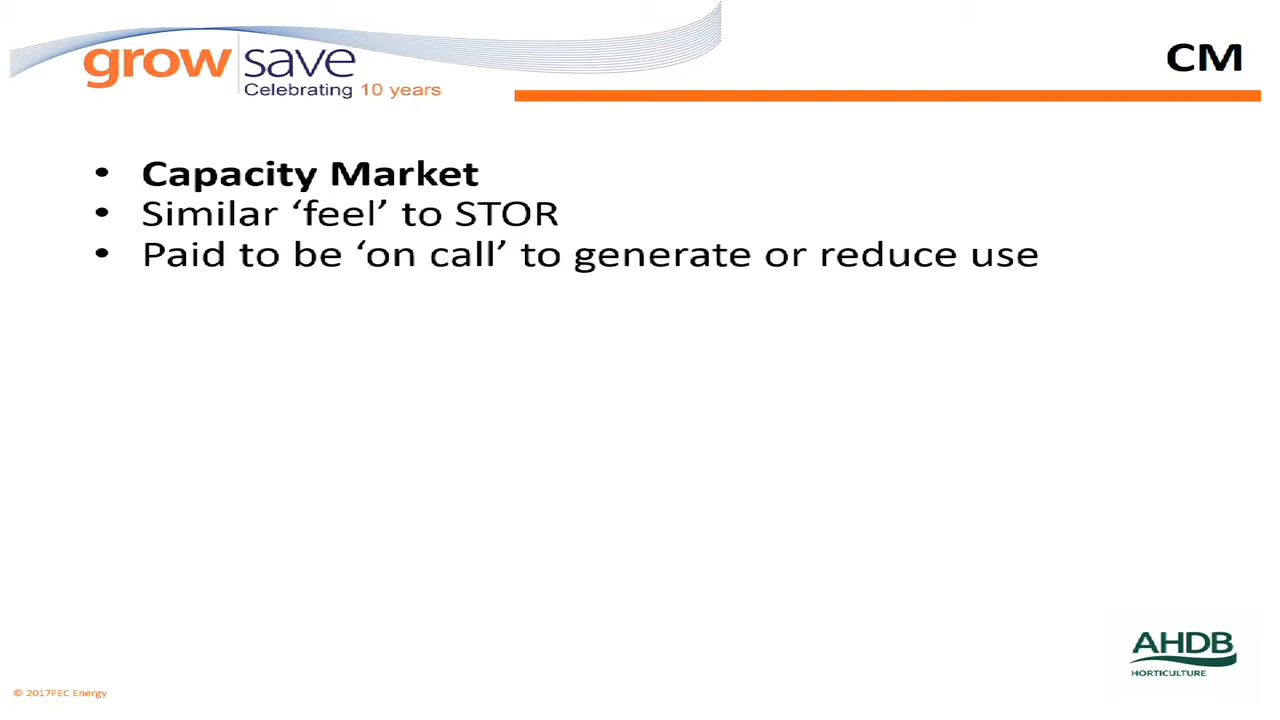 grow save
Celebrating 10 years
CM
• Capacity Market
• Similar ‘feel’ to STOR
• Paid to be ‘on call’ to generate or reduce use
AHDB
HORTICULTURE
© 2017FEC Energy